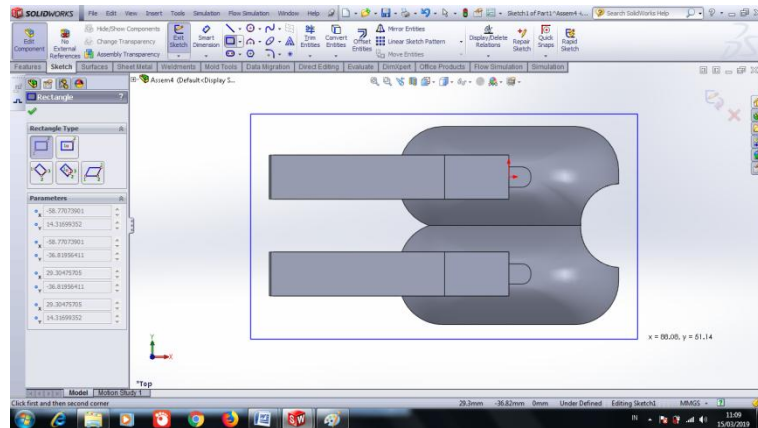 SOLIDWORKS File Edit View Insert Tools Simulation Flow Simulation Window Help Sketch1 of Part1^Assem4 <... Search SolidWorks Help
Edit Component
No External References
Hide/Show Components
Change Transparency
Assembly Transparency
Exit Sketch
Smart Dimension
Trim Entities
Convert Entities
Offset Entities
Mirror Entities
Linear Sketch Pattern
Move Entities
Display/Delete Relations
Repair Sketch
Quick Snaps
Rapid Sketch
Features Sketch Surfaces Sheet Metal Weldments Mold Tools Data Migration Direct Editing Evaluate DimXpert Office Products Flow Simulation Simulation
Assem4 (Default<Display S...
Rectangle ?
Rectangle Type
Parameters
-58.77073901
14.31699352
-58.77073901
-36.81956411
29.30475705
-36.81956411
29.30475705
14.31699352
x = 88.08, y = 51.14
Y
X
*Top
Model Motion Study 1
Click first and then second corner 29.3mm -36.82mm 0mm Under Defined Editing Sketch1 MMGS
IN 11:09
15/03/2019